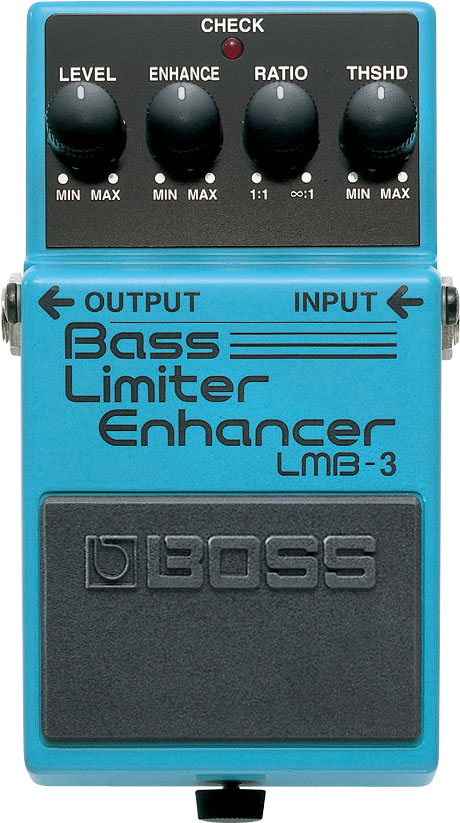 CHECK
LEVEL ENHANCE RATIO THSHD
MIN MAX MIN MAX 1:1 ∞:1 MIN MAX
OUTPUT INPUT
Bass
Limiter
Enhancer
LMB-3
BOSS